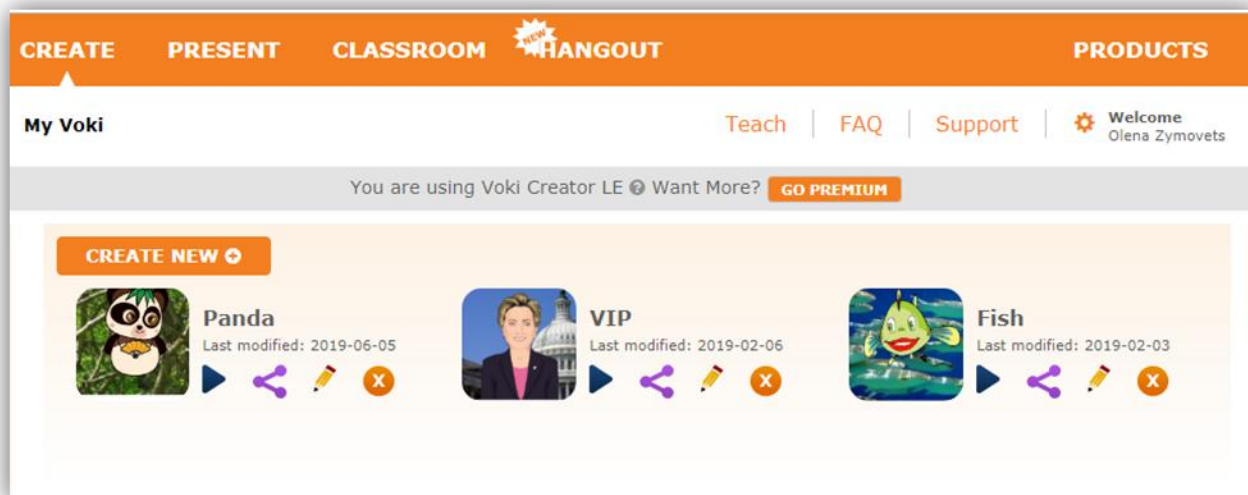 CREATE PRESENT CLASSROOM NEW HANGOUT PRODUCTS
My Voki Teach FAQ Support Welcome
Olena Zymovets
You are using Voki Creator LE ? Want More? GO PREMIUM
CREATE NEW
Panda VIP Fish
Last modified: 2019-06-05 Last modified: 2019-02-06 Last modified: 2019-02-03
X X X